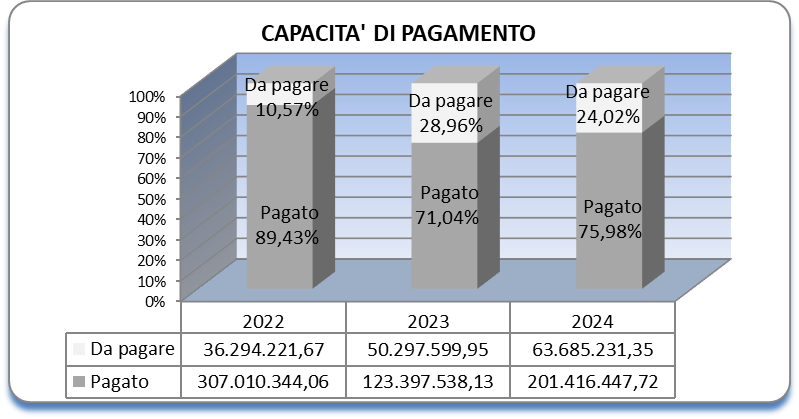 CAPACITA' DI PAGAMENTO
100%
90%
80%
70%
60%
50%
40%
30%
20%
10%
0%
Da pagare
10,57%
Pagato
89,43%
Da pagare
28,96%
Pagato
71,04%
Da pagare
24,02%
Pagato
75,98%
2022 2023 2024
Da pagare 36.294.221,67 50.297.599,95 63.685.231,35
Pagato 307.010.344,06 123.397.538,13 201.416.447,72